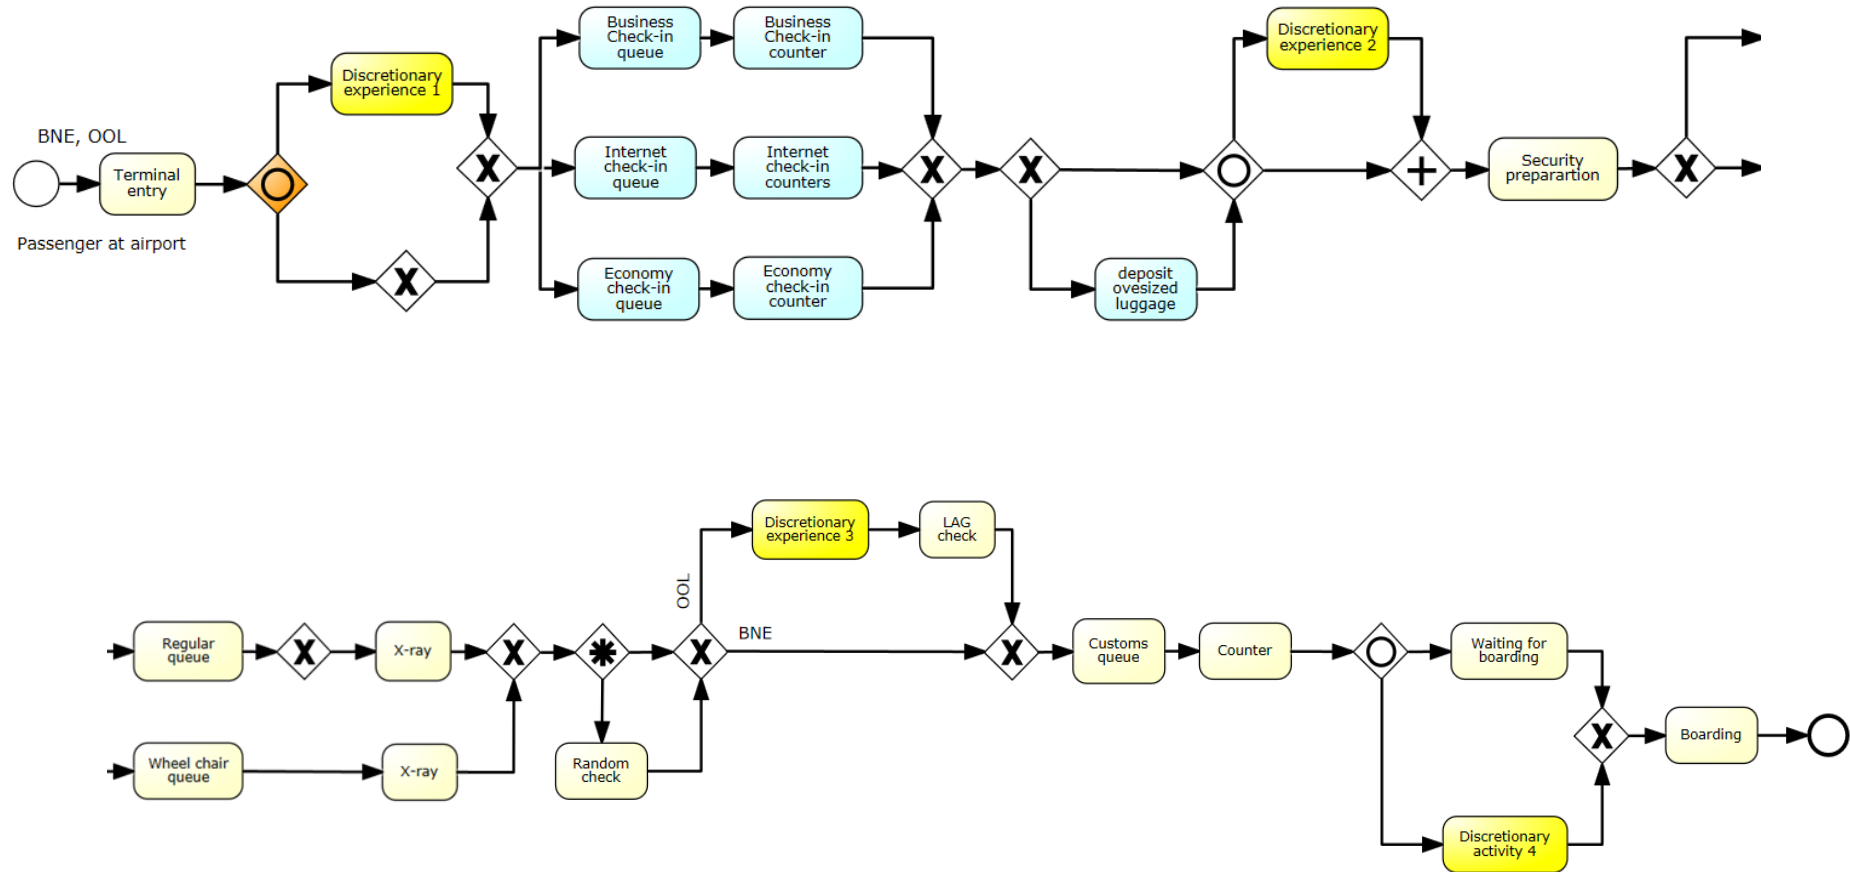 BNE, OOL
Terminal
entry
Passenger at airport
Discretionary
experience 1
Business
Check-in
queue
Business
Check-in
counter
Internet
check-in
queue
Internet
check-in
counters
Economy
check-in
queue
Economy
check-in
counter
deposit
ovesized
luggage
Discretionary
experience 2
Security
preparartion
Regular
queue
X-ray
Wheel chair
queue
X-ray
Random
check
OOL
BNE
Discretionary
experience 3
LAG
check
Customs
queue
Counter
Waiting for
boarding
Discretionary
activity 4
Boarding